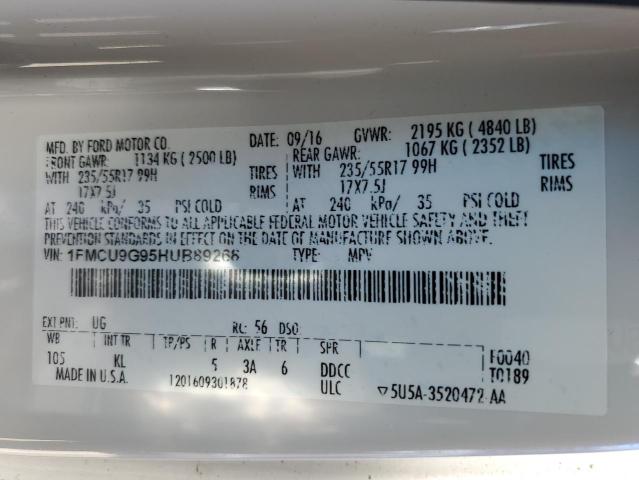 MFD. BY FORD MOTOR CO. DATE: 09/16 GVWR: 2195 KG ( 4840 LB)
FRONT GAWR: 1134 KG ( 2500 LB) REAR GAWR: 1067 KG ( 2352 LB)
WITH 235/55R17 99H TIRES WITH 235/55R17 99H TIRES
17X7.5J RIMS 17X7.5J RIMS
AT 240 kPa/ 35 PSI COLD AT 240 kPa/ 35 PSI COLD
THIS VEHICLE CONFORMS TO ALL APPLICABLE FEDERAL MOTOR VEHICLE SAFETY AND THEFT
PREVENTION STANDARDS IN EFFECT ON THE DATE OF MANUFACTURE SHOWN ABOVE.
VIN: 1FMCU9G95HUB89268 TYPE: MPV
EXT PNT: UG RC: 56 DSO:
WB INT TR TP/PS R AXLE TR SPR
105 KL 5 3A 6 DDCC F0040
MADE IN U.S.A. 1201609301878 ULC T0189
▽5U5A-3520472-AA